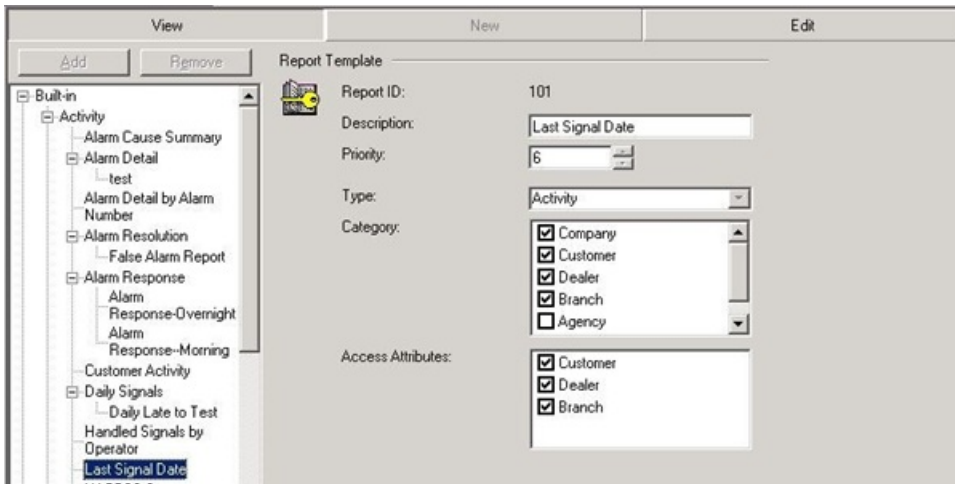 View
New
Edit
Add
Remove
Built-in
Activity
Alarm Cause Summary
Alarm Detail
test
Alarm Detail by Alarm
Number
Alarm Resolution
False Alarm Report
Alarm Response
Alarm
Response-Overnight
Alarm
Response--Morning
Customer Activity
Daily Signals
Daily Late to Test
Handled Signals by
Operator
Last Signal Date
Report Template
Report ID:
101
Description:
Last Signal Date
Priority:
6
Type:
Activity
Category:
Company
Customer
Dealer
Branch
Agency
Access Attributes:
Customer
Dealer
Branch